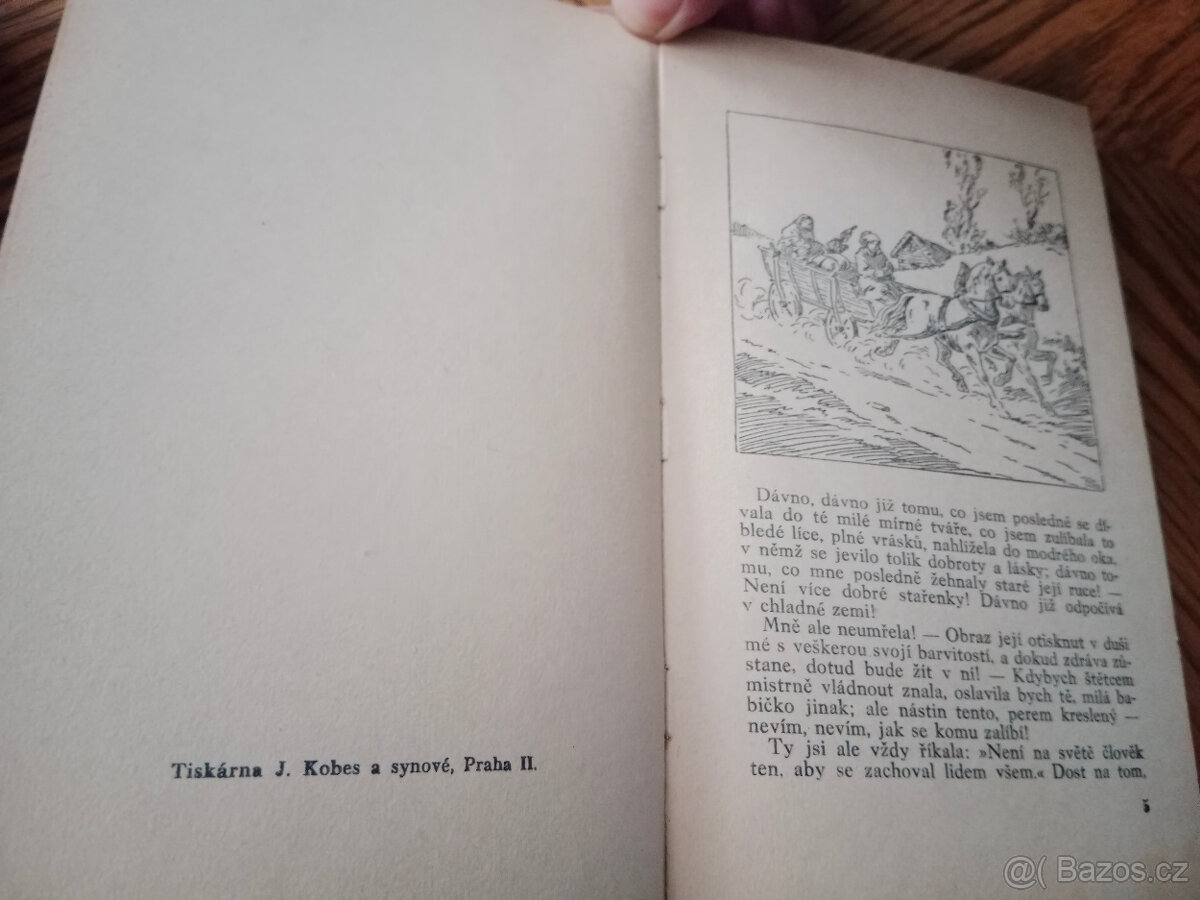 Tiskárna J. Kobes a synové, Praha II.
Dávno, dávno již tomu, co jsem posledně se dí-
vala do té milé mírné tváře, co jsem zulíbala to
bledé líce, plné vrásků, nahlížela do modrého oka,
v němž se jevilo tolik dobroty a lásky; dávno to-
mu, co mne posledně žehnaly staré její ruce! —
Není více dobré stařenky! Dávno již odpočívá
v chladné zemi!
Mně ale neumřela! — Obraz její otisknut v duši
mé s veškerou svojí barvitostí, a dokud zdráva zů-
stane, dotud bude žít v ní! — Kdybych štětcem
mistrně vládnout znala, oslavila bych tě, milá ba-
bičko jinak; ale nástin tento, perem kreslený —
nevím, nevím, jak se komu zalíbí!
Ty jsi ale vždy říkala: »Není na světě člověk
ten, aby se zachoval lidem všem.« Dost na tom,
5
@( Bazos.cz